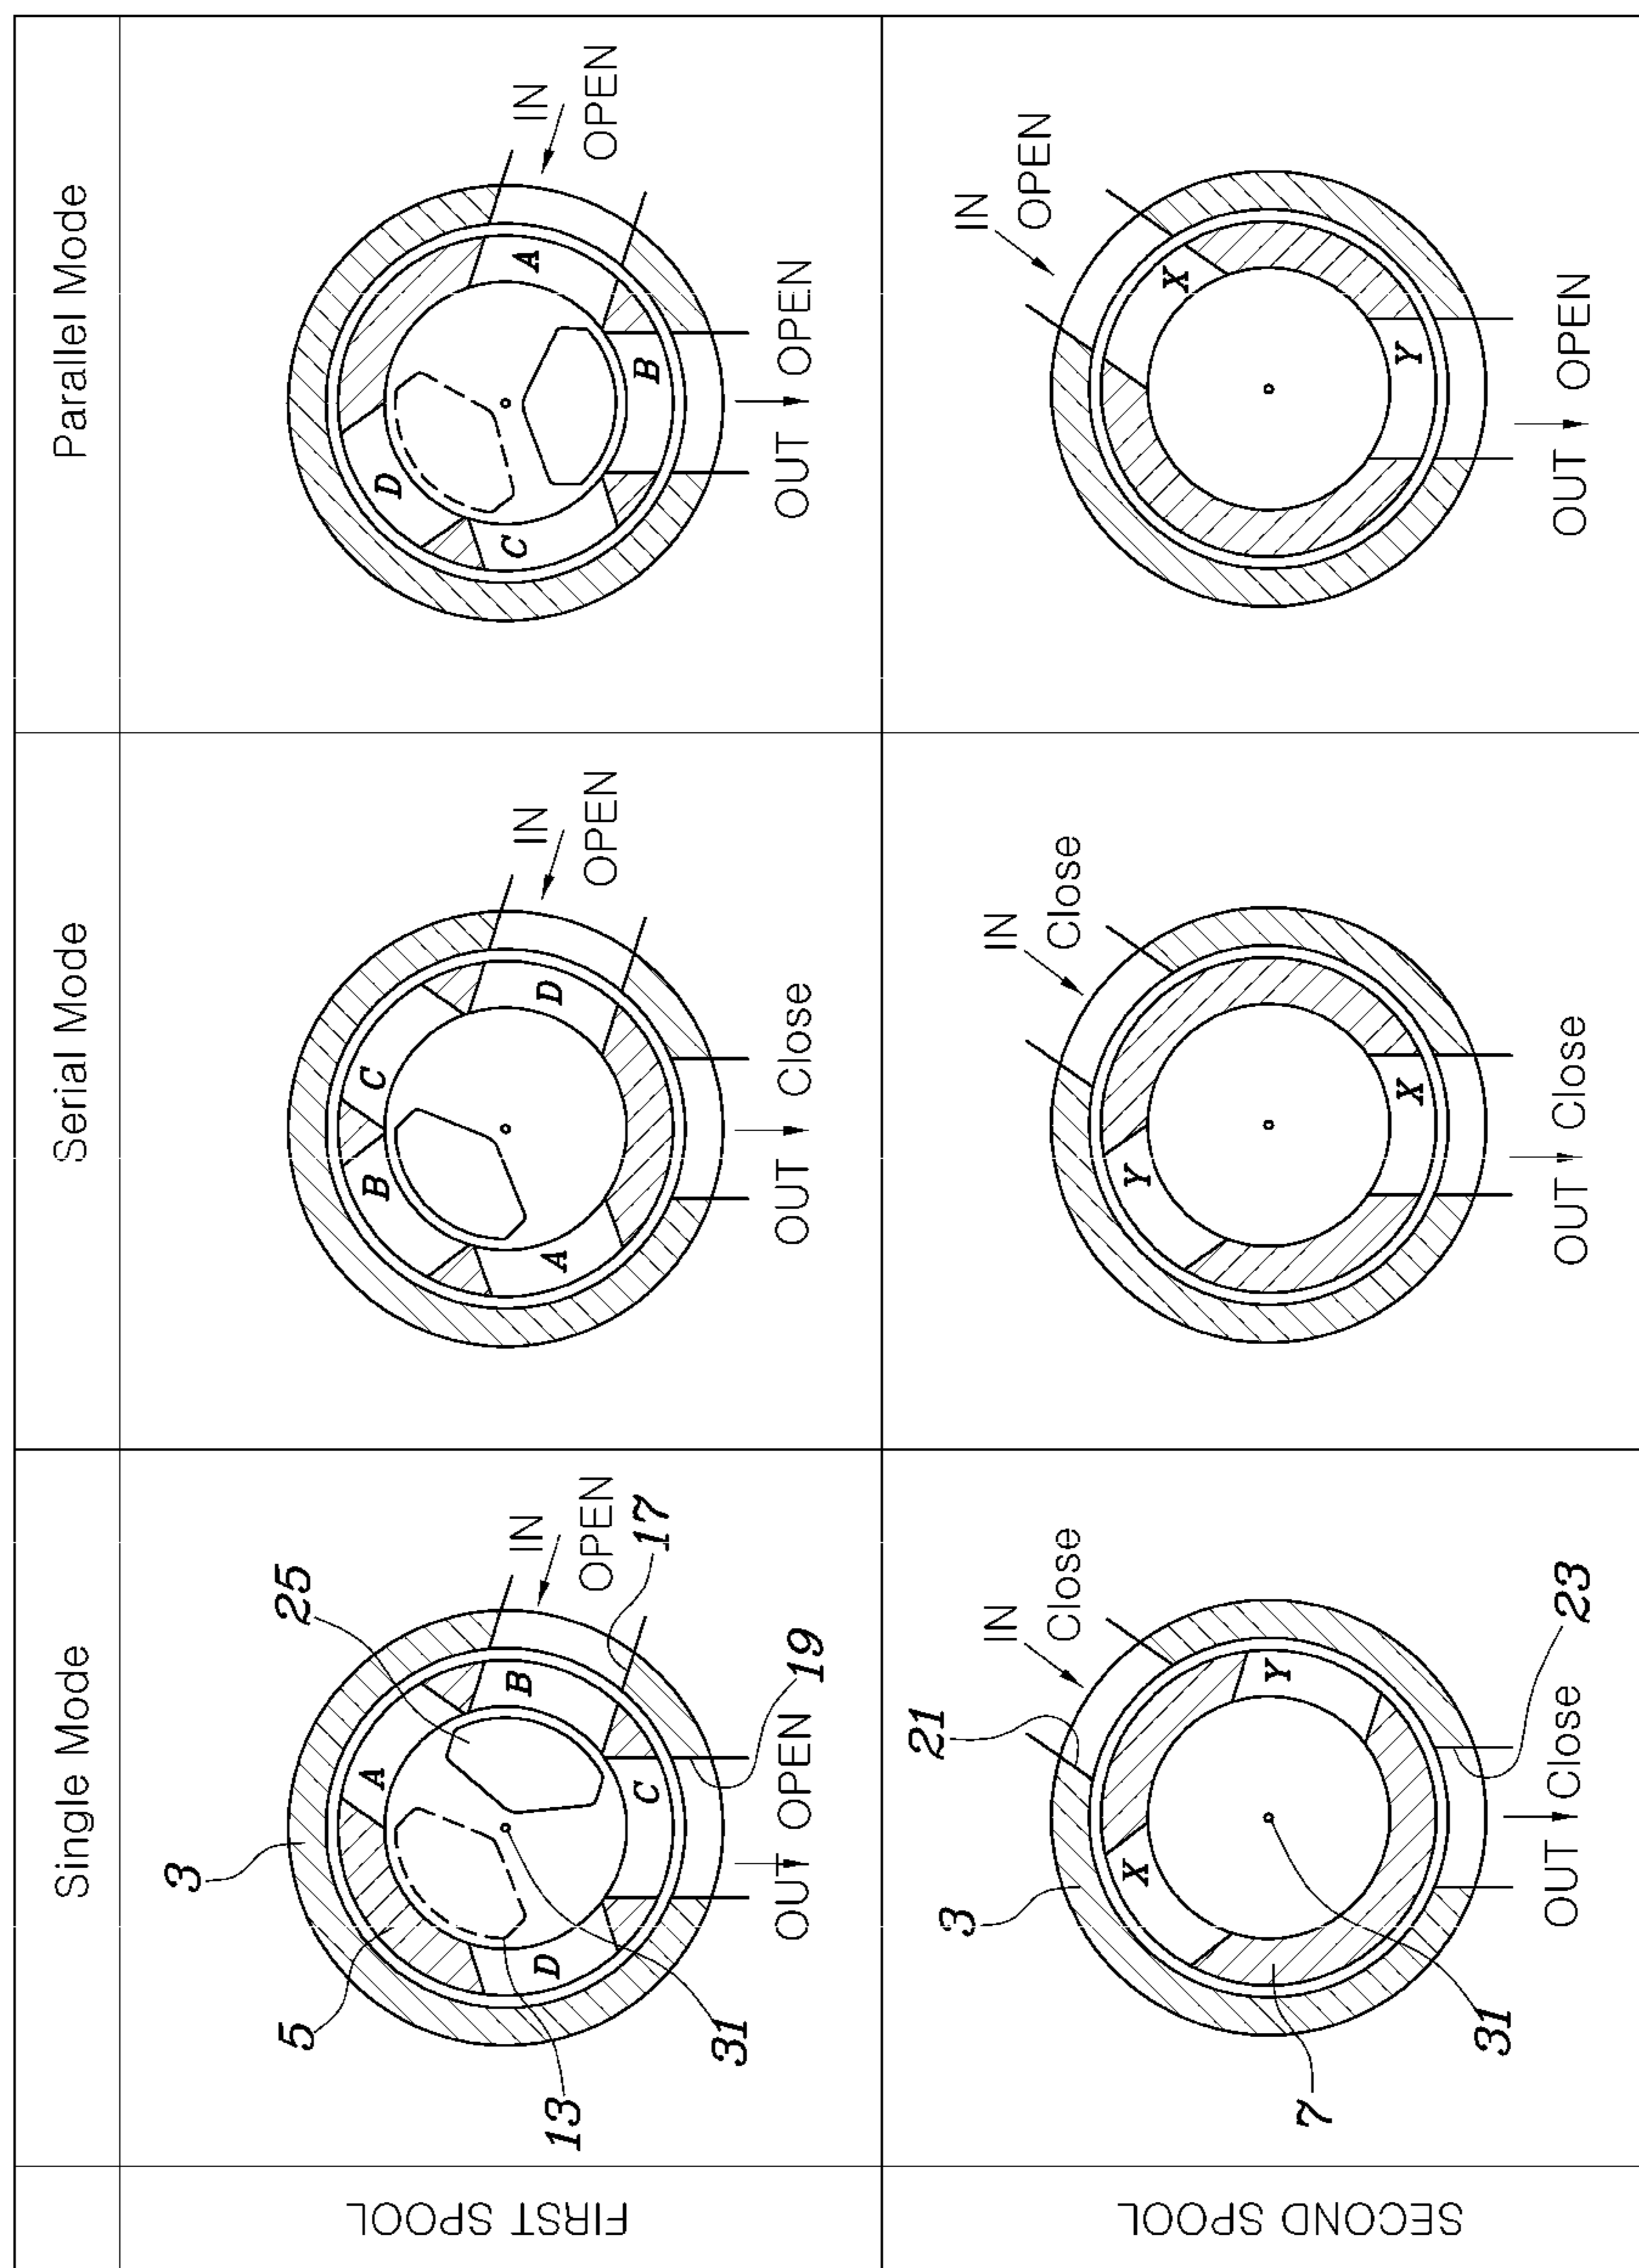 Single Mode
Serial Mode
Parallel Mode
FIRST SPOOL
3
5
25
A
D
B
13
IN
OPEN
C
17
31
OUT OPEN
19
B
C
A
D
IN
OPEN
OUT Close
D
C
A
B
IN
OPEN
OUT OPEN
SECOND SPOOL
3
21
IN
Close
X
Y
7
31
OUT Close
23
IN
Close
Y
X
OUT Close
IN
OPEN
X
Y
OUT OPEN